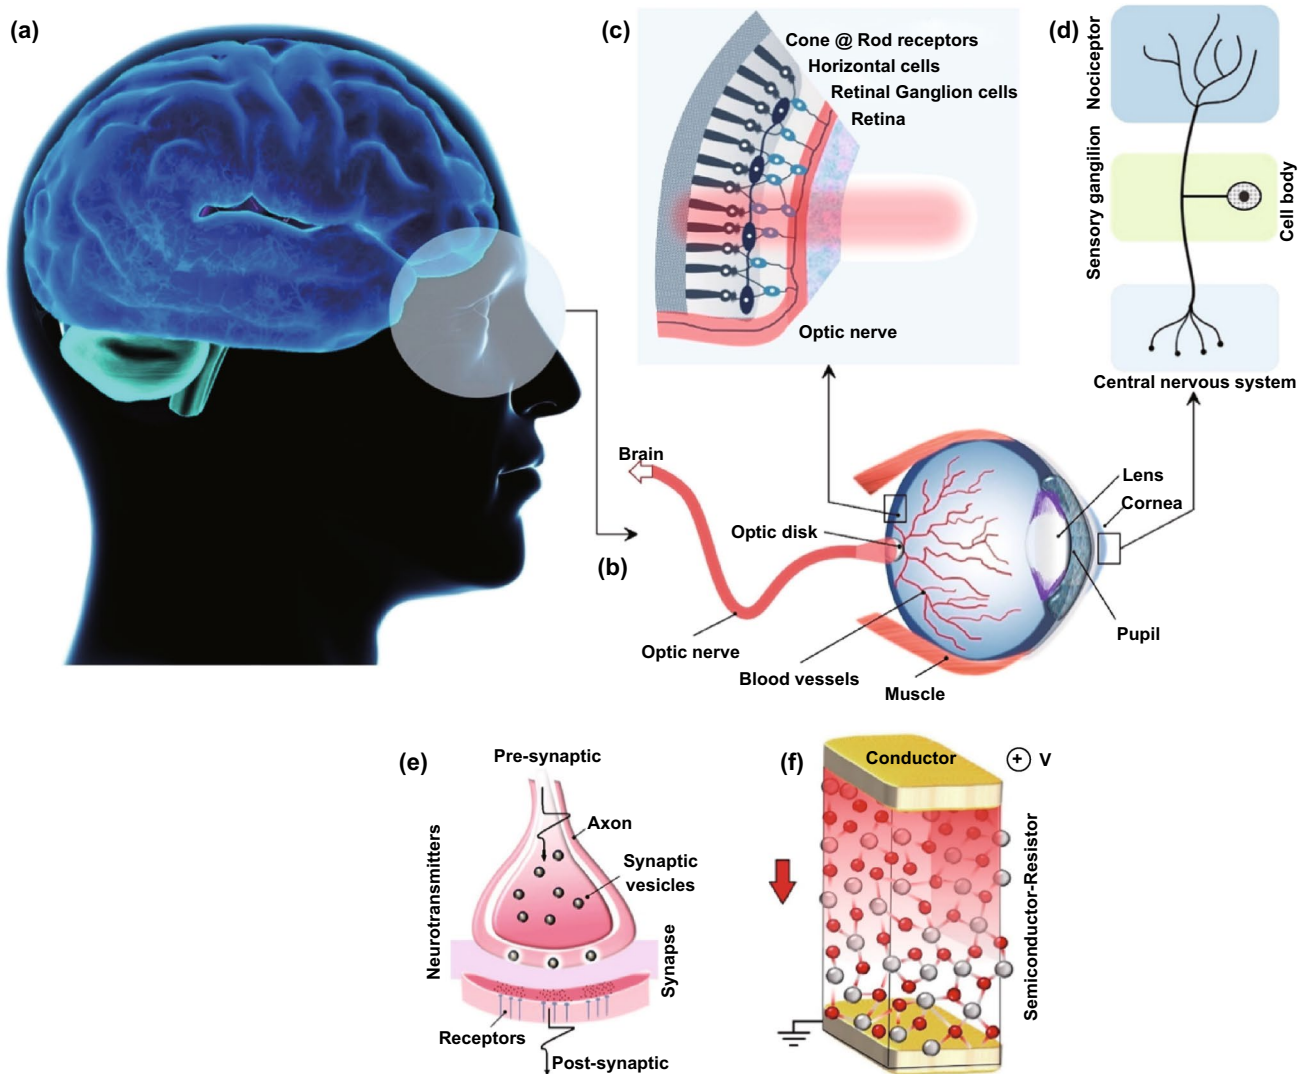 (a)
(c)
Cone @ Rod receptors
Horizontal cells
Retinal Ganglion cells
Retina
Optic nerve
(d)
Nociceptor
Sensory gangilion
Cell body
Central nervous system
Brain
(b)
Optic disk
Optic nerve
Blood vessels
Muscle
Lens
Cornea
Pupil
(e)
Pre-synaptic
Axon
Synaptic
vesicles
Neurotransmitters
Synapse
Receptors
Post-synaptic
(f)
Conductor
+ V
Semiconductor-Resistor